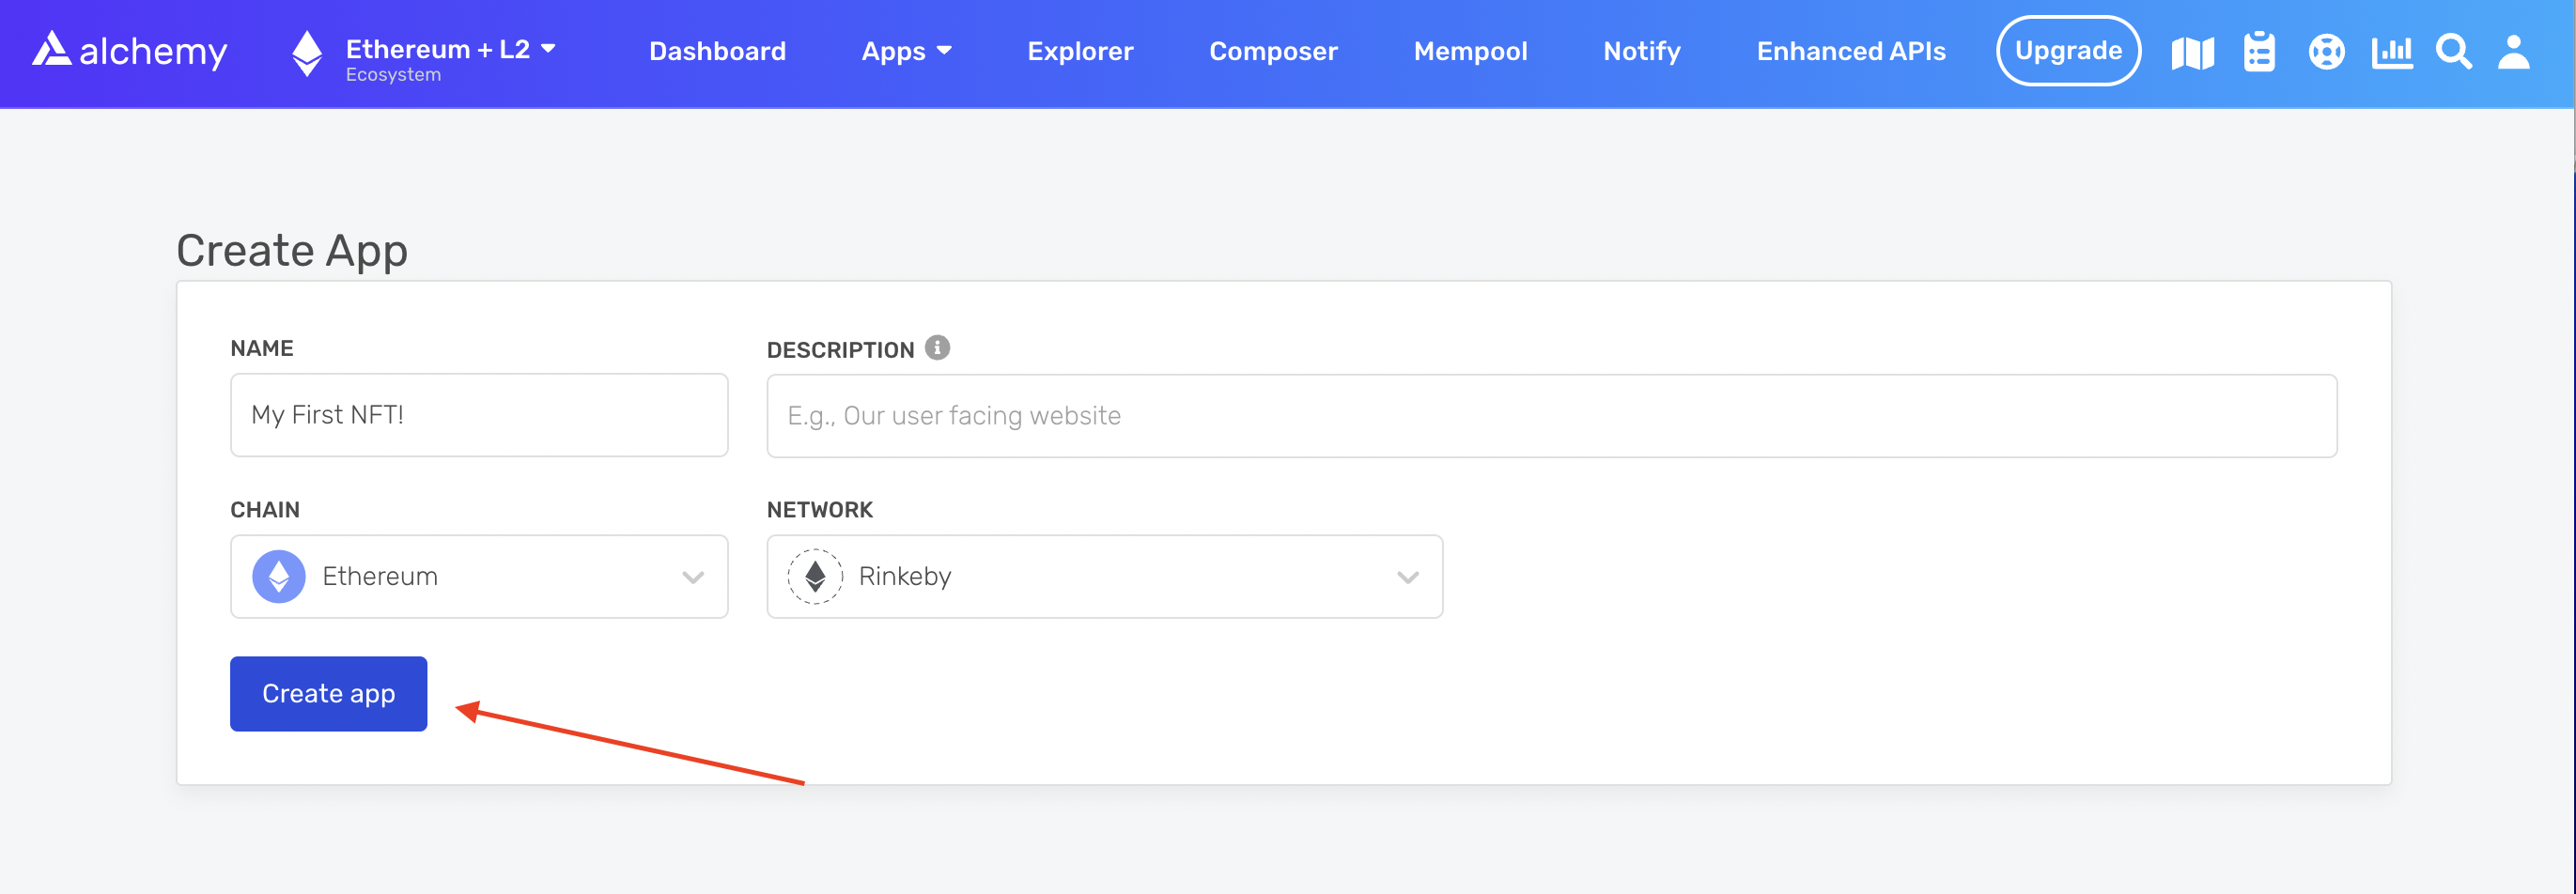 alchemy
Ethereum + L2
Ecosystem
Dashboard
Apps
Explorer
Composer
Mempool
Notify
Enhanced APIs
Upgrade
Create App
NAME
DESCRIPTION
My First NFT!
E.g., Our user facing website
CHAIN
NETWORK
Ethereum
Rinkeby
Create app